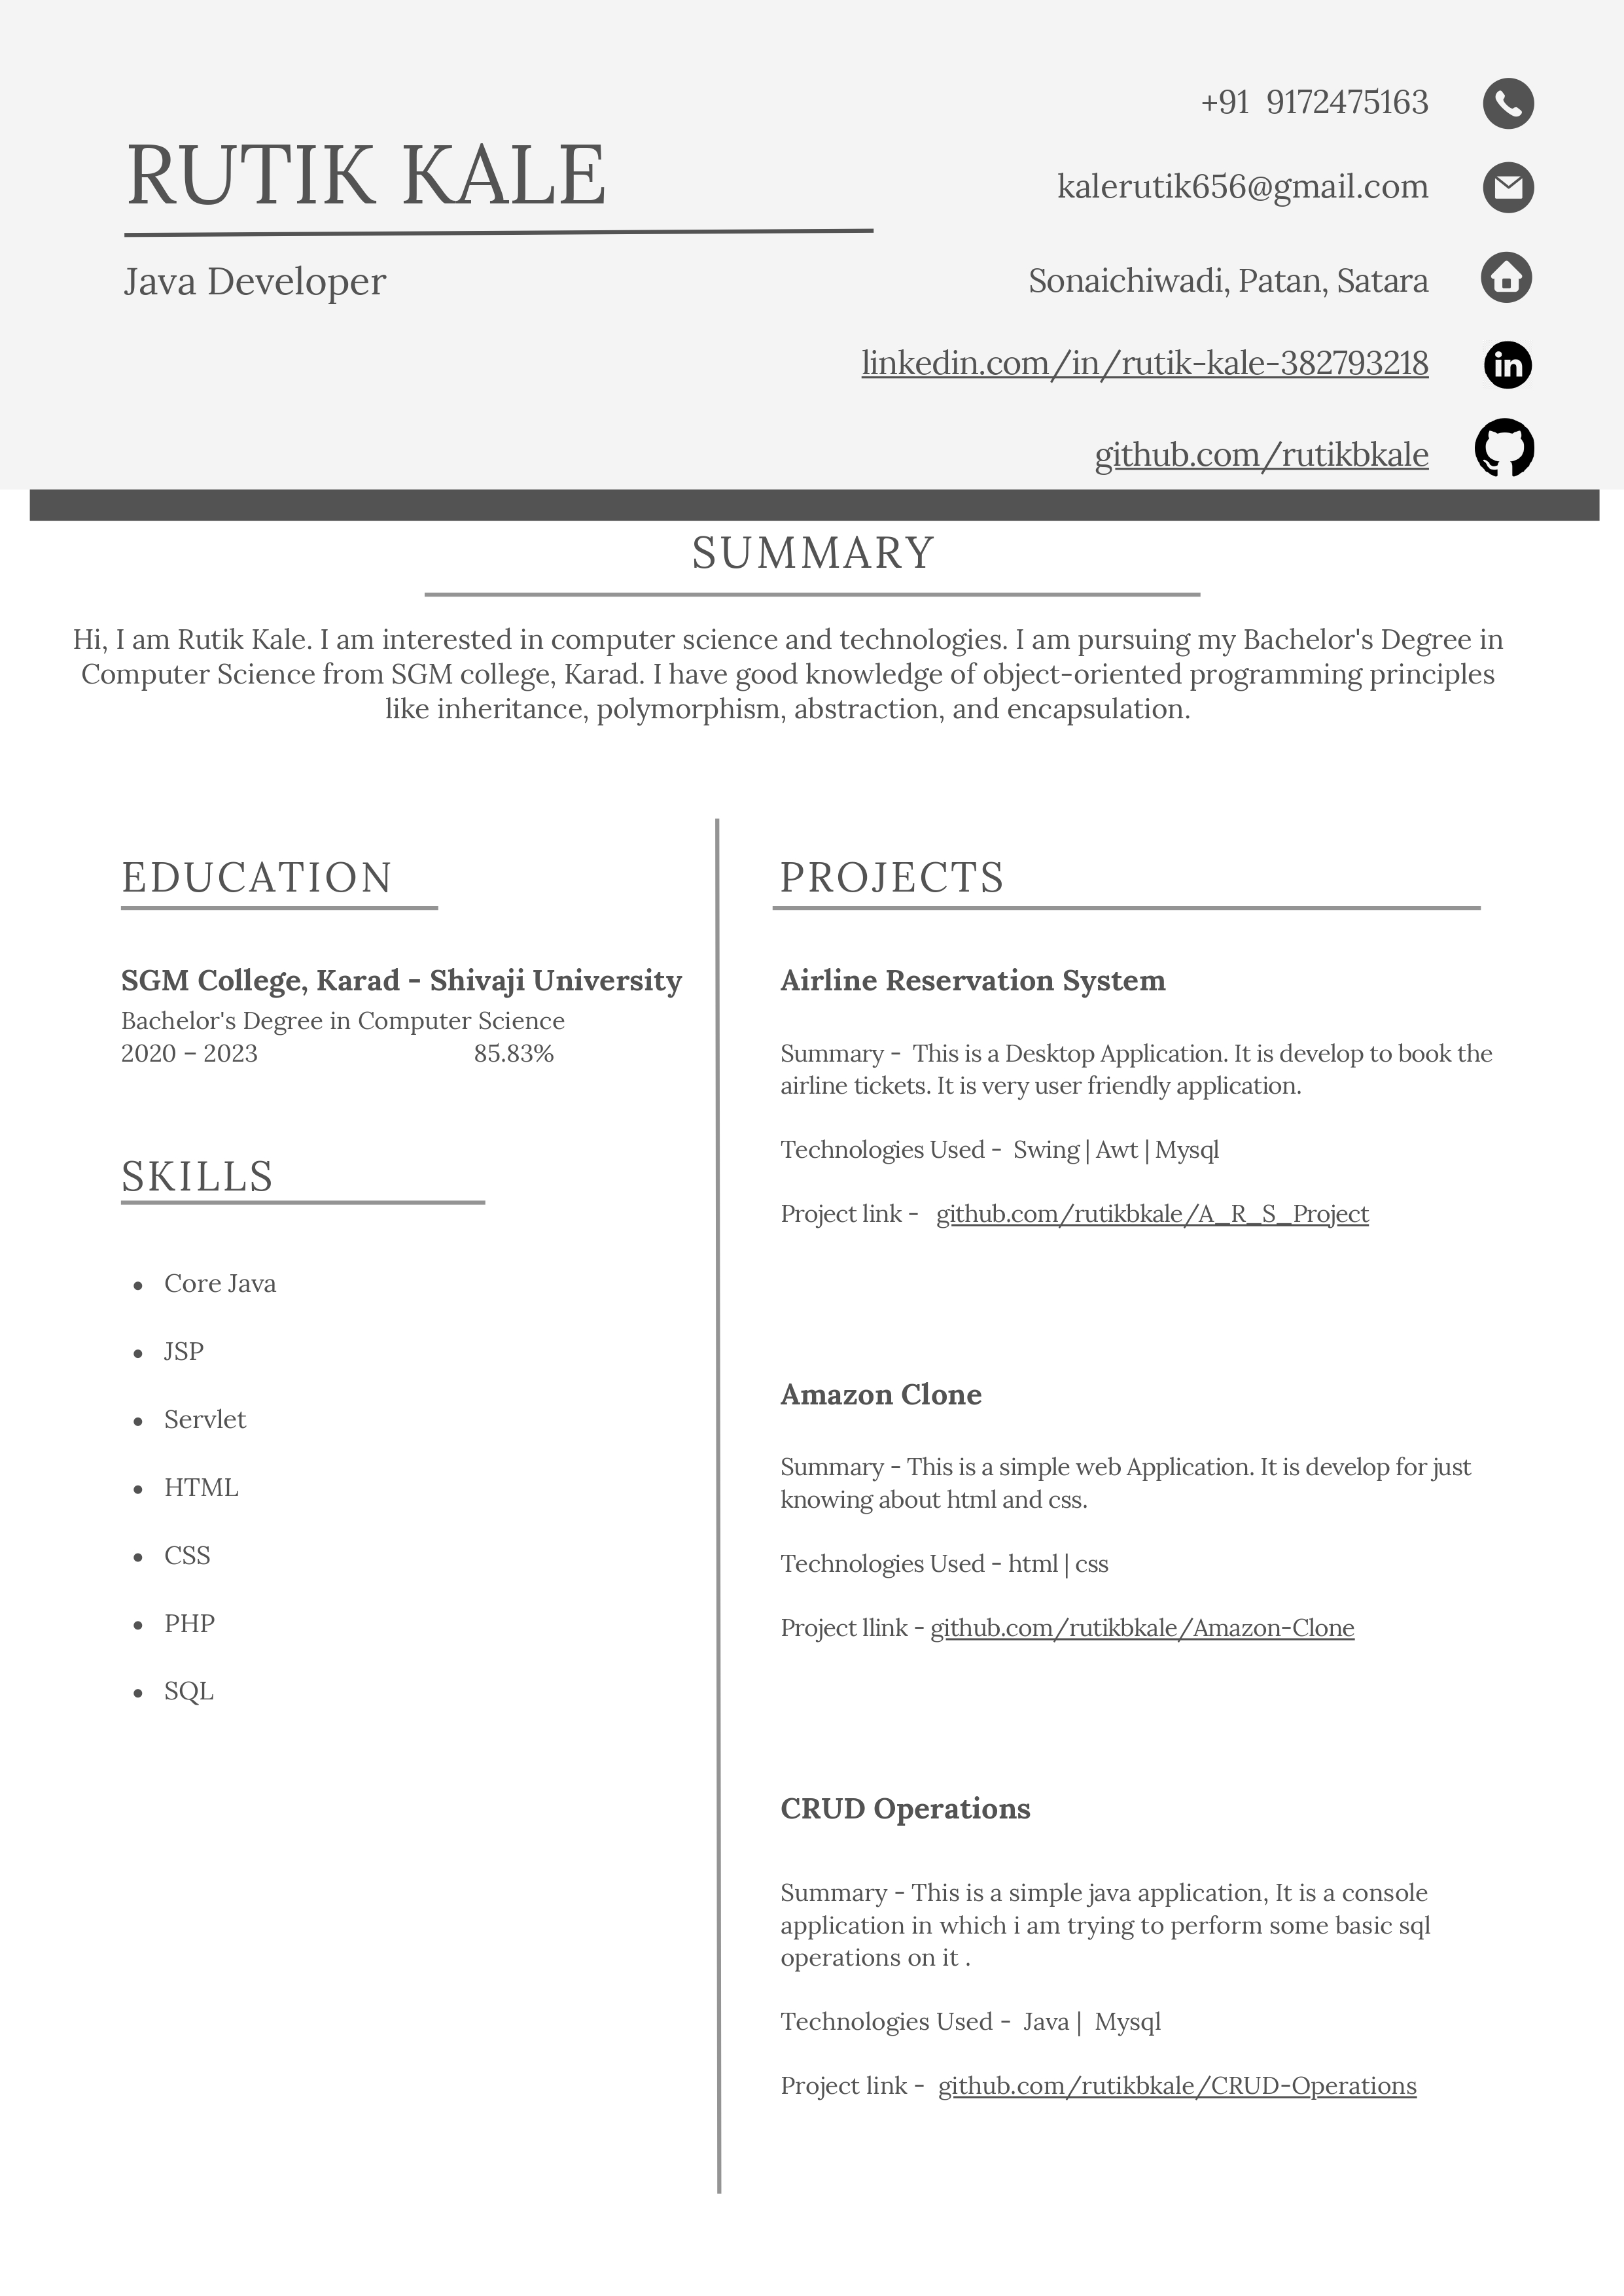 RUTIK KALE
Java Developer
+91 9172475163
kalerutik656@gmail.com
Sonaichiwadi, Patan, Satara
linkedin.com/in/rutik-kale-382793218
github.com/rutikbkale
SUMMARY
Hi, I am Rutik Kale. I am interested in computer science and technologies. I am pursuing my Bachelor's Degree in
Computer Science from SGM college, Karad. I have good knowledge of object-oriented programming principles
like inheritance, polymorphism, abstraction, and encapsulation.
EDUCATION
SGM College, Karad - Shivaji University
Bachelor's Degree in Computer Science
2020 – 2023 85.83%
SKILLS
• Core Java
• JSP
• Servlet
• HTML
• CSS
• PHP
• SQL
PROJECTS
Airline Reservation System
Summary - This is a Desktop Application. It is develop to book the
airline tickets. It is very user friendly application.
Technologies Used - Swing | Awt | Mysql
Project link - github.com/rutikbkale/A_R_S_Project
Amazon Clone
Summary - This is a simple web Application. It is develop for just
knowing about html and css.
Technologies Used - html | css
Project llink - github.com/rutikbkale/Amazon-Clone
CRUD Operations
Summary - This is a simple java application, It is a console
application in which i am trying to perform some basic sql
operations on it .
Technologies Used - Java | Mysql
Project link - github.com/rutikbkale/CRUD-Operations